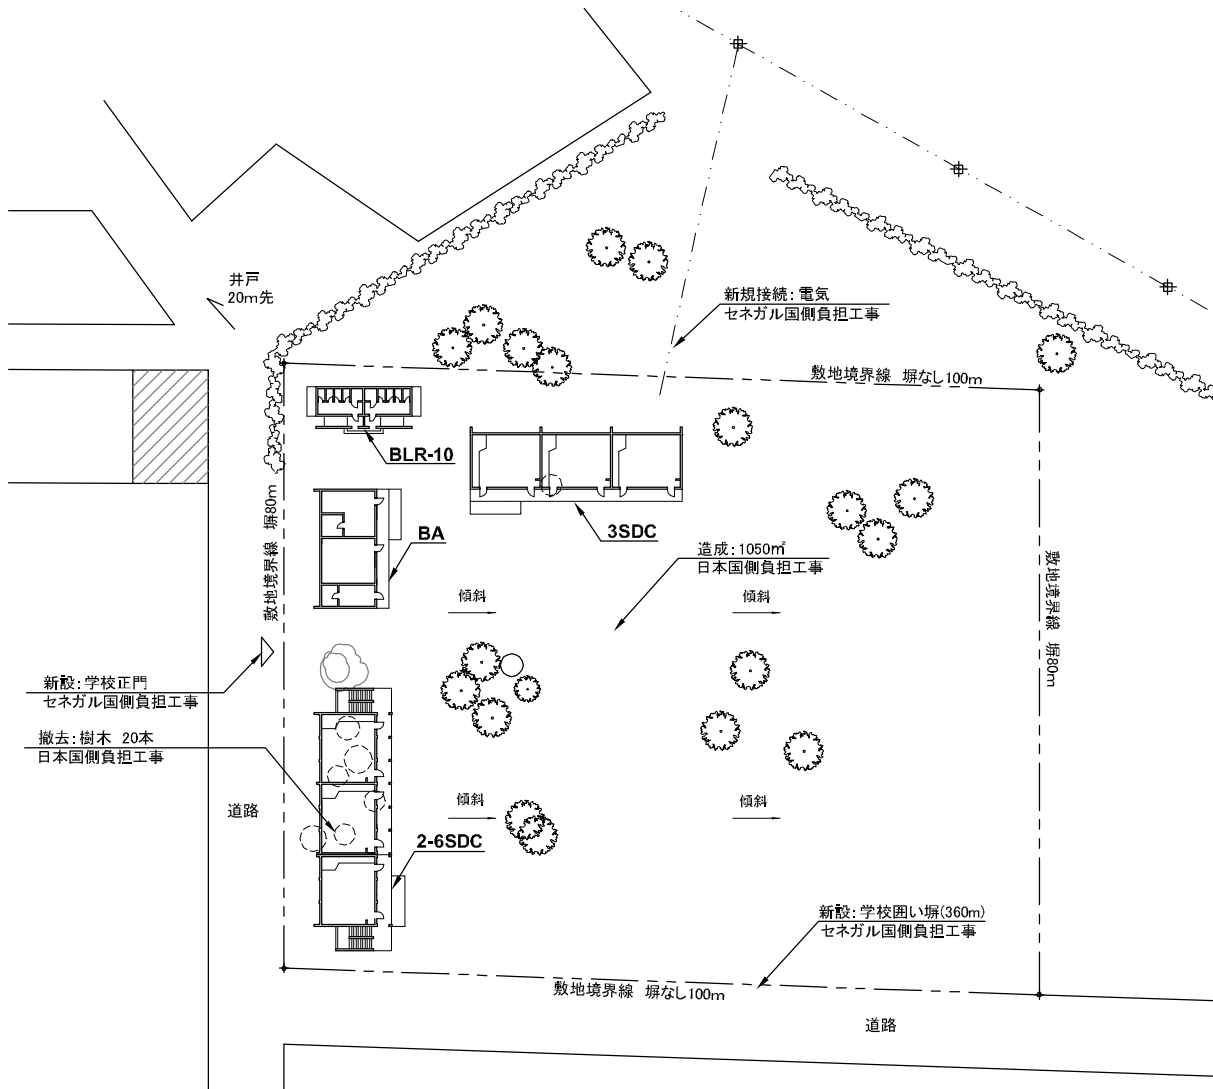 井戸
20m先
新規接続:電気
セネガル国側負担工事
敷地境界線 塀なし100m
BLR-10
敷地境界線 塀80m
BA
3SDC
造成:1050㎡
日本国側負担工事
敷地境界線 塀80m
傾斜
傾斜
新設:学校正門
セネガル国側負担工事
撤去:樹木 20本
日本国側負担工事
道路
傾斜
傾斜
2-6SDC
新設:学校囲い塀(360m)
セネガル国側負担工事
敷地境界線 塀なし100m
道路